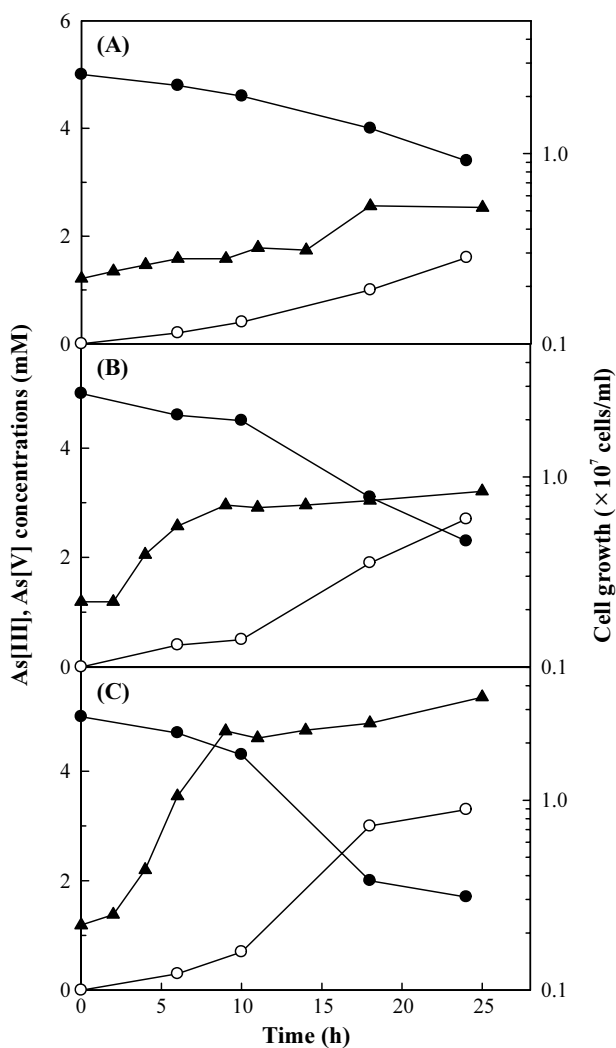 6
(A)
4
1.0
2
0
0.1
(B)
4
1.0
2
0
0.1
(C)
4
1.0
2
0
0.1
0 5 10 15 20 25
Time (h)
As[III], As[V] concentrations (mM)
Cell growth (×10⁷ cells/ml)